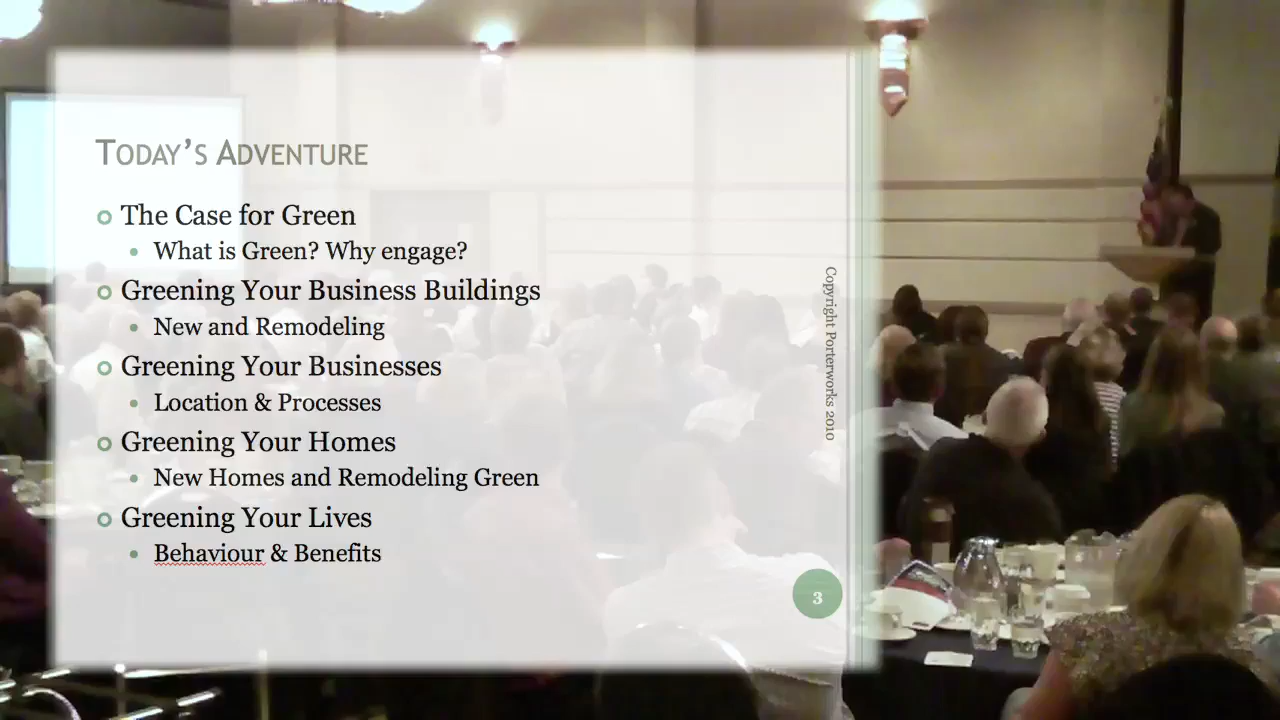 Today's Adventure
The Case for Green
What is Green? Why engage?
Greening Your Business Buildings
New and Remodeling
Greening Your Businesses
Location & Processes
Greening Your Homes
New Homes and Remodeling Green
Greening Your Lives
Behaviour & Benefits
Copyright Porterworks 2010
3